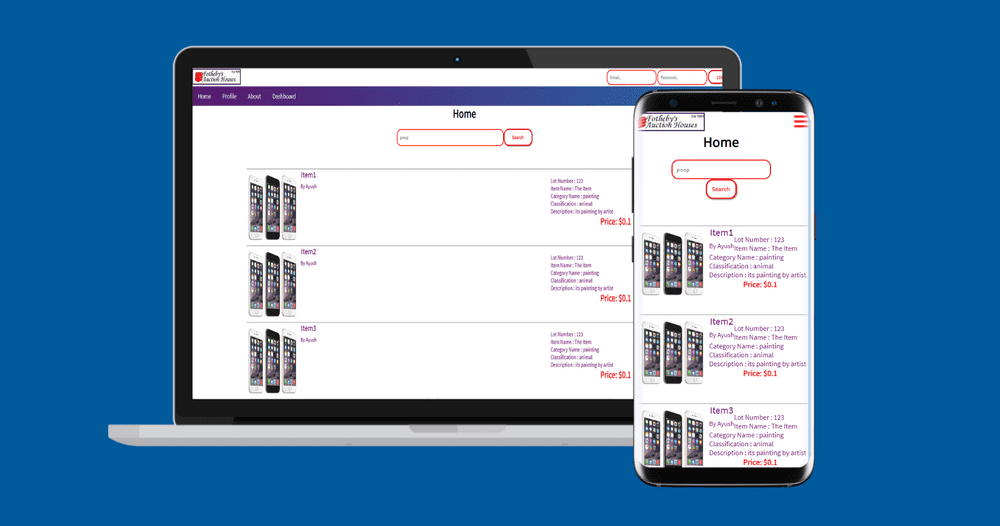 Fotheby's
Auction Houses
Email..
Password..
Home Profile About Dashboard
Home
poop
Search
Item1
By Ayush
Lot Number : 123
Item Name : The Item
Category Name : painting
Classification : animal
Description : its painting by artist
Price: $0.1
Item2
By Ayush
Lot Number : 123
Item Name : The Item
Category Name : painting
Classification : animal
Description : its painting by artist
Price: $0.1
Item3
By Ayush
Lot Number : 123
Item Name : The Item
Category Name : painting
Classification : animal
Description : its painting by artist
Price: $0.1
Fotheby's
Auction Houses
Home
poop
Search
Item1
By Ayush
Lot Number : 123
Item Name : The Item
Category Name : painting
Classification : animal
Description : its painting by artist
Price: $0.1
Item2
By Ayush
Lot Number : 123
Item Name : The Item
Category Name : painting
Classification : animal
Description : its painting by artist
Price: $0.1
Item3
By Ayush
Lot Number : 123
Item Name : The Item
Category Name : painting
Classification : animal
Description : its painting by artist
Price: $0.1